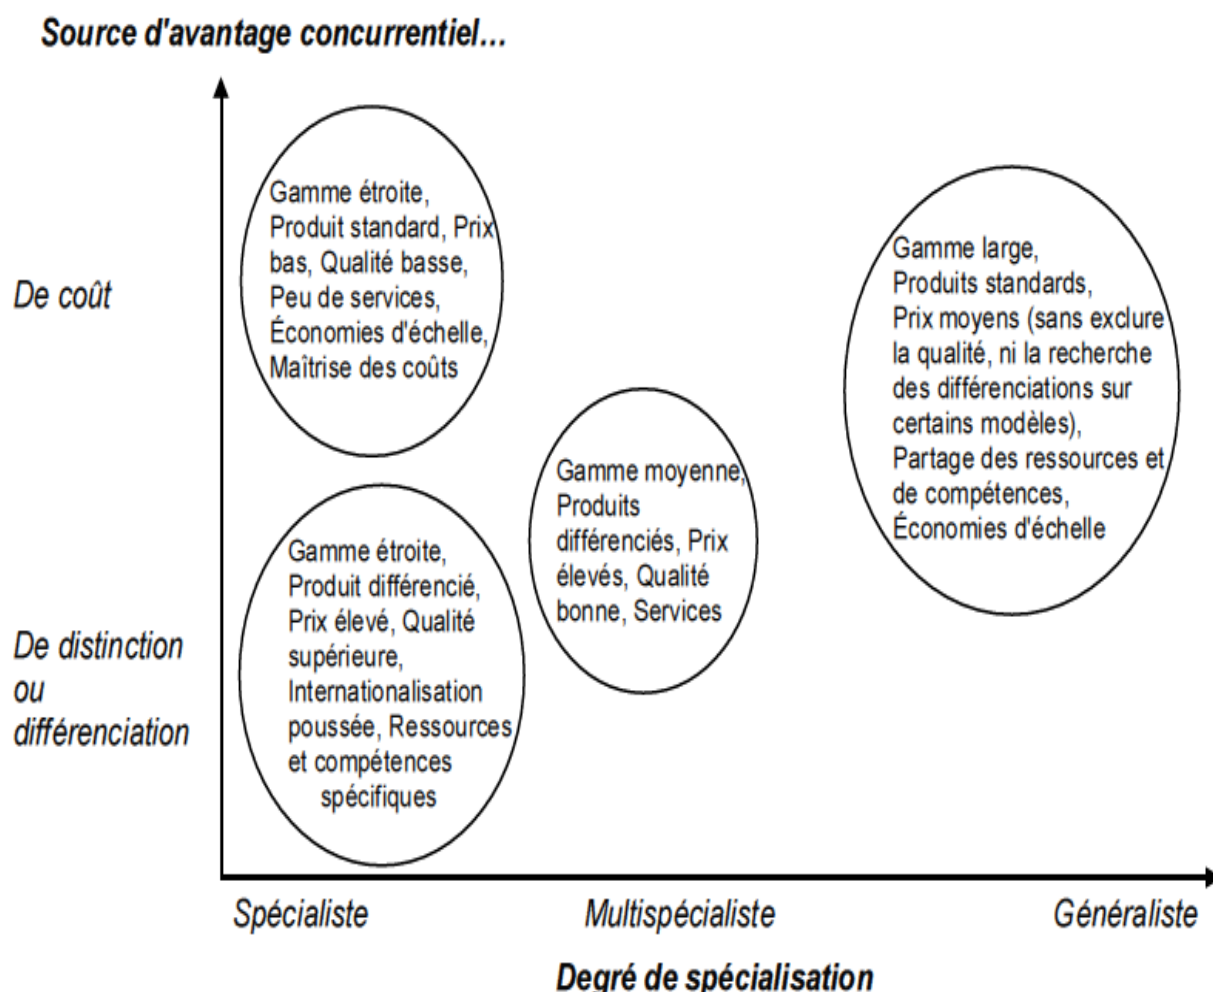 Source d'avantage concurrentiel...
De coût
Gamme étroite,
Produit standard, Prix
bas, Qualité basse,
Peu de services,
Économies d'échelle,
Maîtrise des coûts
Gamme large,
Produits standards,
Prix moyens (sans exclure
la qualité, ni la recherche
des différenciations sur
certains modèles),
Partage des ressources et
de compétences,
Économies d'échelle
Gamme moyenne,
Produits
différenciés, Prix
élevés, Qualité
bonne, Services
De distinction
ou
différenciation
Gamme étroite,
Produit différencié,
Prix élevé, Qualité
supérieure,
Internationalisation
poussée, Ressources
et compétences
spécifiques
Spécialiste
Multispécialiste
Généraliste
Degré de spécialisation